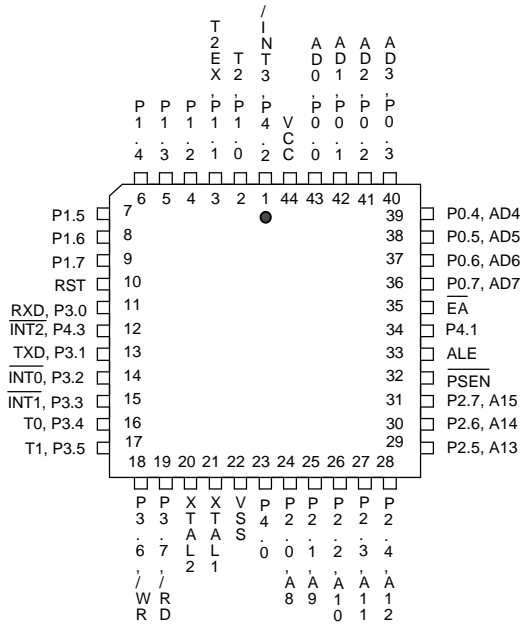 P1.4
P1.3
P1.2
T2EX,P1.1
T2,P1.0
/INT3,P4.2
VCC
AD0,P0.0
AD1,P0.1
AD2,P0.2
AD3,P0.3
6 5 4 3 2 1 44 43 42 41 40
P1.5 7
P1.6 8
P1.7 9
RST 10
RXD, P3.0 11
INT2, P4.3 12
TXD, P3.1 13
INT0, P3.2 14
INT1, P3.3 15
T0, P3.4 16
T1, P3.5 17
39 P0.4, AD4
38 P0.5, AD5
37 P0.6, AD6
36 P0.7, AD7
35 EA
34 P4.1
33 ALE
32 PSEN
31 P2.7, A15
30 P2.6, A14
29 P2.5, A13
18 19 20 21 22 23 24 25 26 27 28
P3.6,/WR
P3.7,/RD
XTAL2
XTAL1
VSS
P4.0
P2.0,A8
P2.1,A9
P2.2,A10
P2.3,A11
P2.4,A12